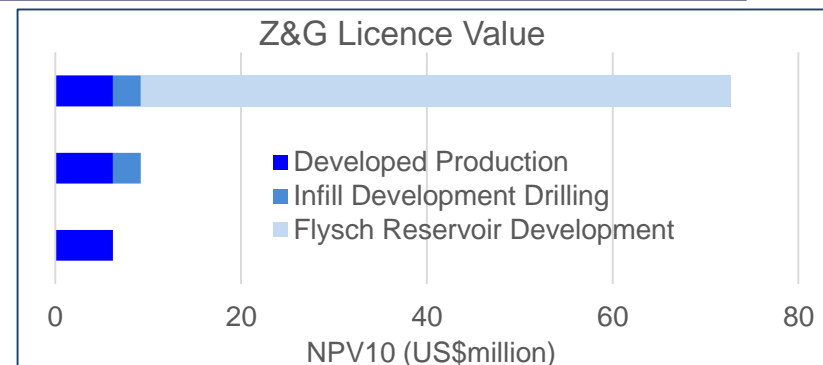 Z&G Licence Value
Developed Production
Infill Development Drilling
Flysch Reservoir Development
0 20 40 60 80
NPV10 (US$million)